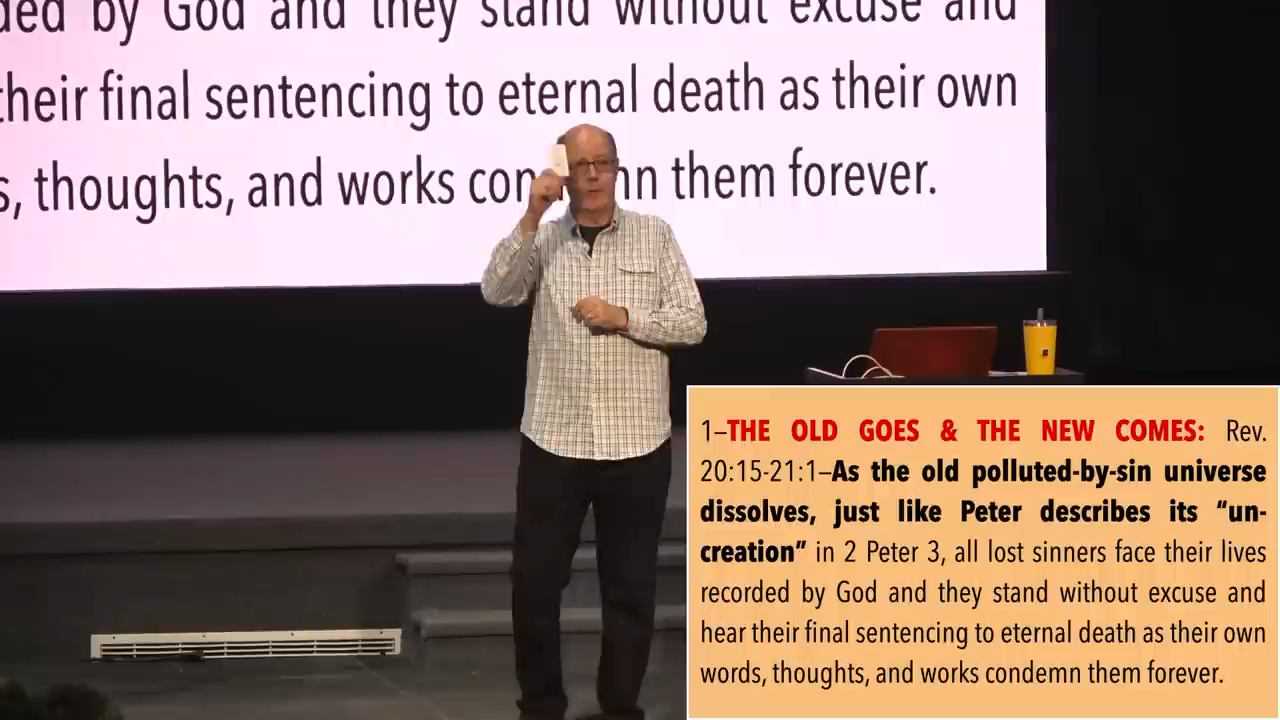 ded by God and they stand without excuse and
their final sentencing to eternal death as their own
s, thoughts, and works con nn them forever.
1–THE OLD GOES & THE NEW COMES: Rev.
20:15-21:1–As the old polluted-by-sin universe
dissolves, just like Peter describes its “un-
creation” in 2 Peter 3, all lost sinners face their lives
recorded by God and they stand without excuse and
hear their final sentencing to eternal death as their own
words, thoughts, and works condemn them forever.